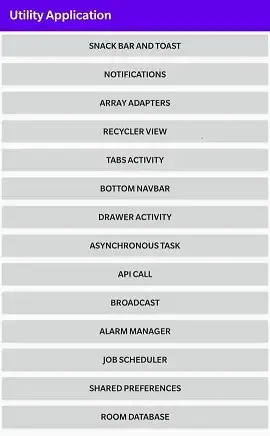 Utility Application
SNACK BAR AND TOAST
NOTIFICATIONS
ARRAY ADAPTERS
RECYCLER VIEW
TABS ACTIVITY
BOTTOM NAVBAR
DRAWER ACTIVITY
ASYNCHRONOUS TASK
API CALL
BROADCAST
ALARM MANAGER
JOB SCHEDULER
SHARED PREFERENCES
ROOM DATABASE